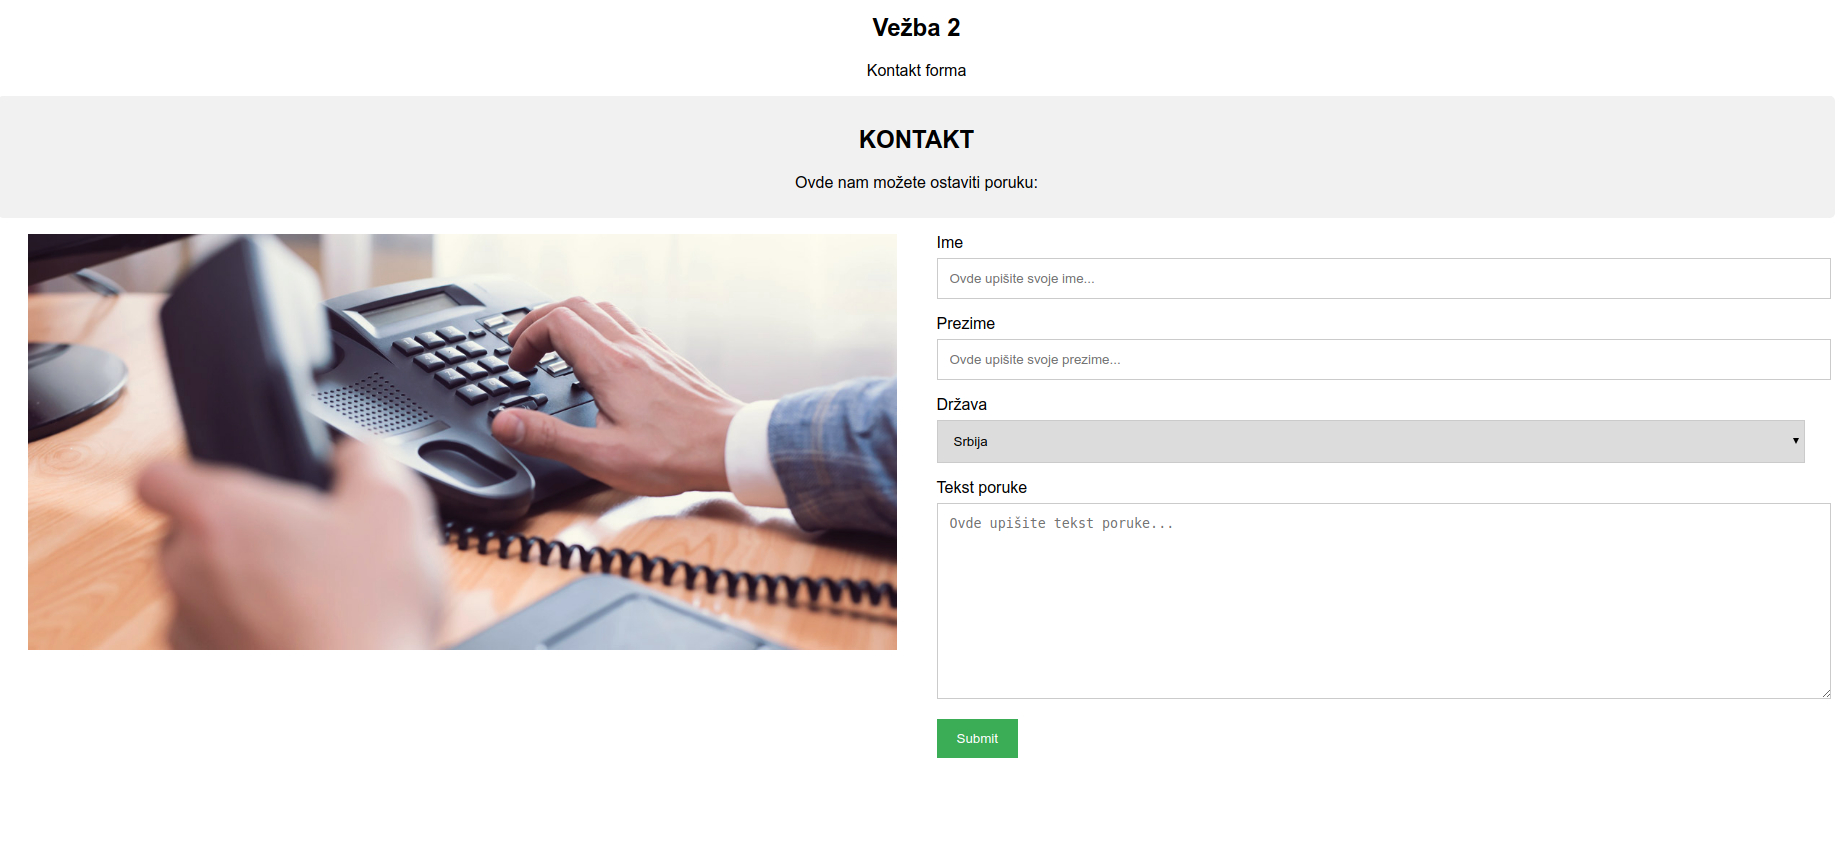 Vežba 2
Kontakt forma
KONTAKT
Ovde nam možete ostaviti poruku:
Ime
Ovde upišite svoje ime...
Prezime
Ovde upišite svoje prezime...
Država
Srbija
Tekst poruke
Ovde upišite tekst poruke...
Submit